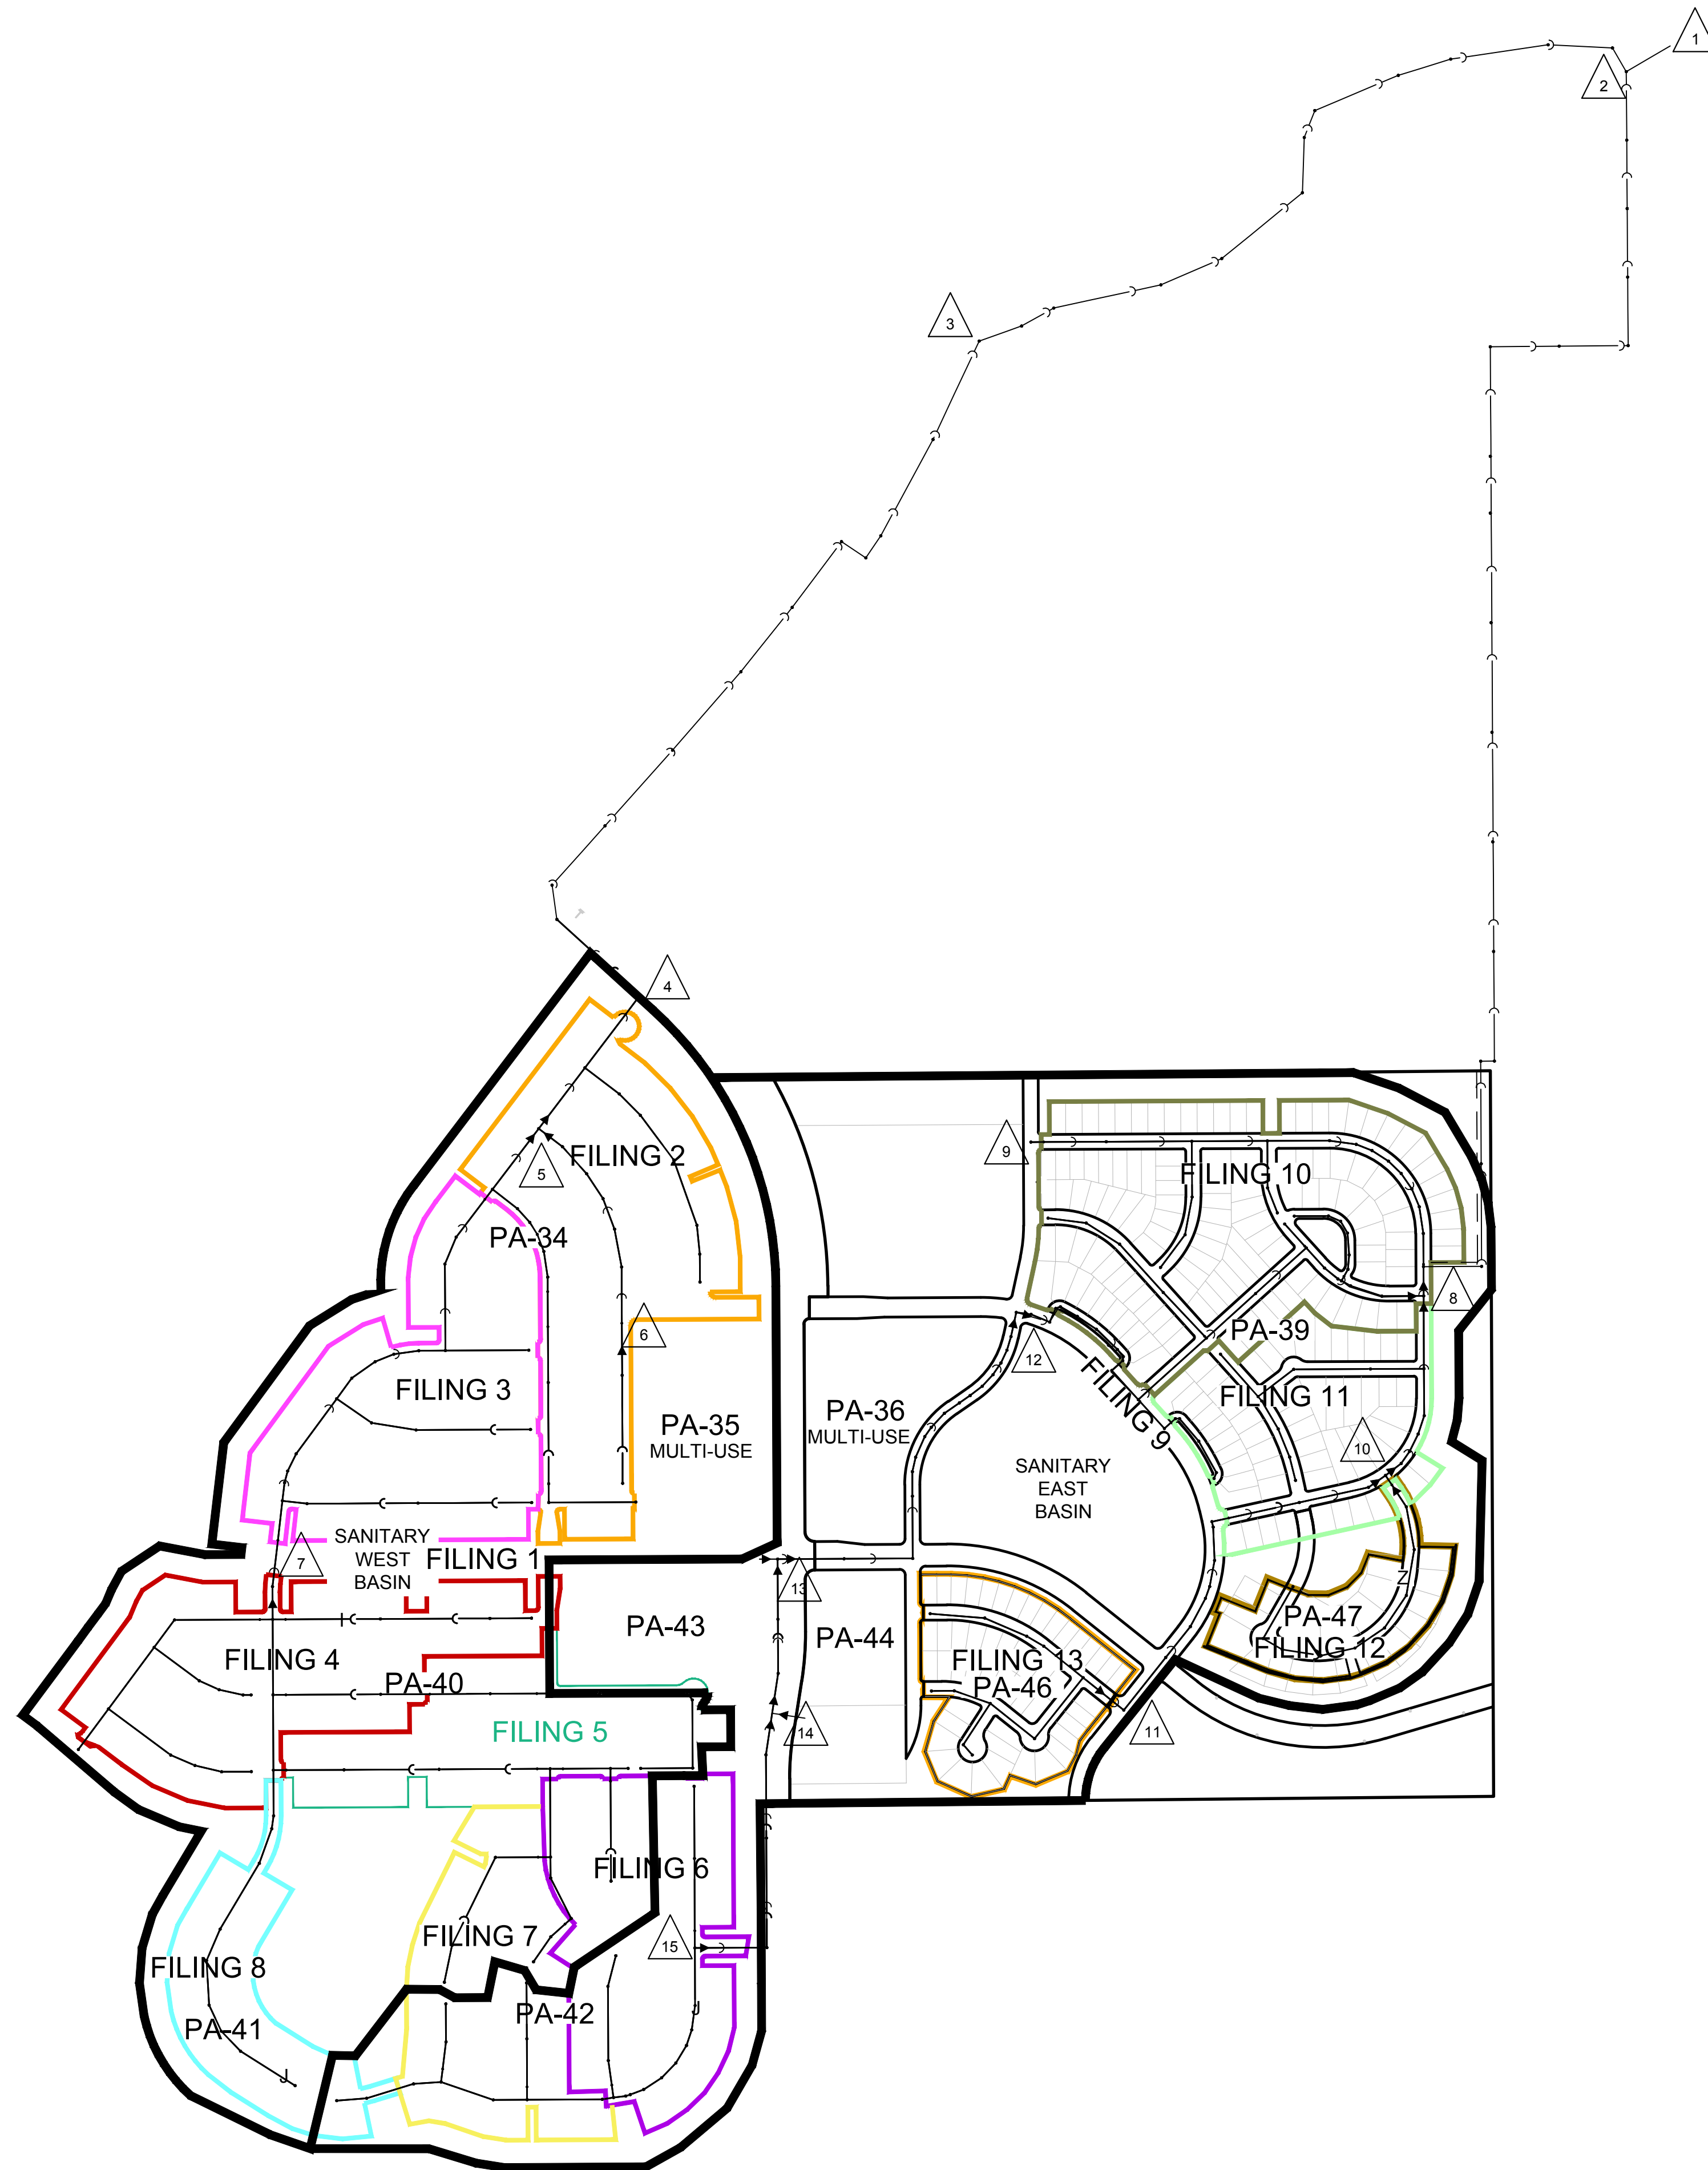 1
2
3
4
5
FILING 2
PA-34
6
FILING 3
PA-35
MULTI-USE
PA-36
MULTI-USE
9
FILING 10
8
PA-39
12
FILING 9
FILING 11
10
SANITARY
EAST
BASIN
SANITARY
WEST
BASIN
7
FILING 1
13
PA-43
PA-44
FILING 13
PA-46
Z
PA-47
FILING 12
FILING 4
PA-40
FILING 5
14
11
FILING 6
FILING 7
15
FILING 8
PA-42
J
PA-41
J